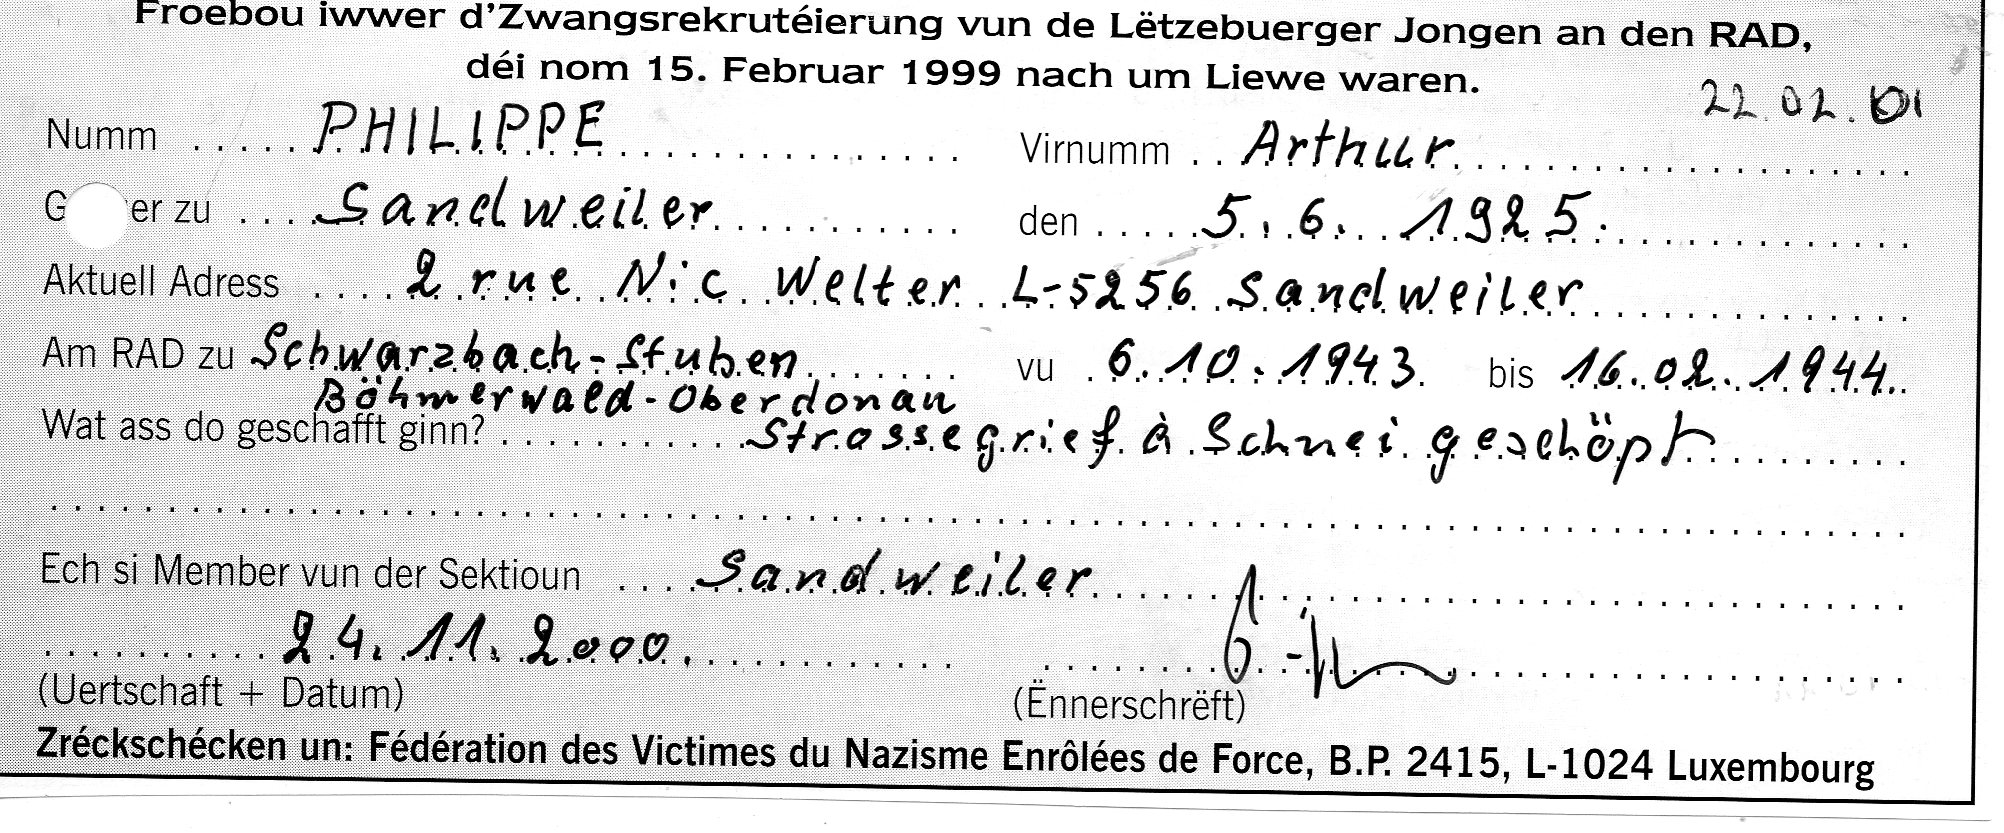 Froebou iwwer d'Zwangsrekrutéierung vun de Lëtzebuerger Jongen an den RAD,
déi nom 15. Februar 1999 nach um Liewe waren.
22.02.01
Numm ..... PHILIPPE Virnumm .. Arthur
G er zu ... Sandweiler den ..... 5.6.1925.
Aktuell Adress .... 2 rue Nic Welter L-5256 Sandweiler
Am RAD zu Schwarzbach-Stuben vu 6.10.1943 bis 16.02.1944
Böhmerwald-Oberdonau
Wat ass do geschafft ginn? .......... Strossegrief à Schnei geschöpt
Ech si Member vun der Sektioun ... Sandweiler
24.11.2000.
(Uertschaft + Datum) (Ënnerschrëft)
Zréckschécken un: Fédération des Victimes du Nazisme Enrôlées de Force, B.P. 2415, L-1024 Luxembourg